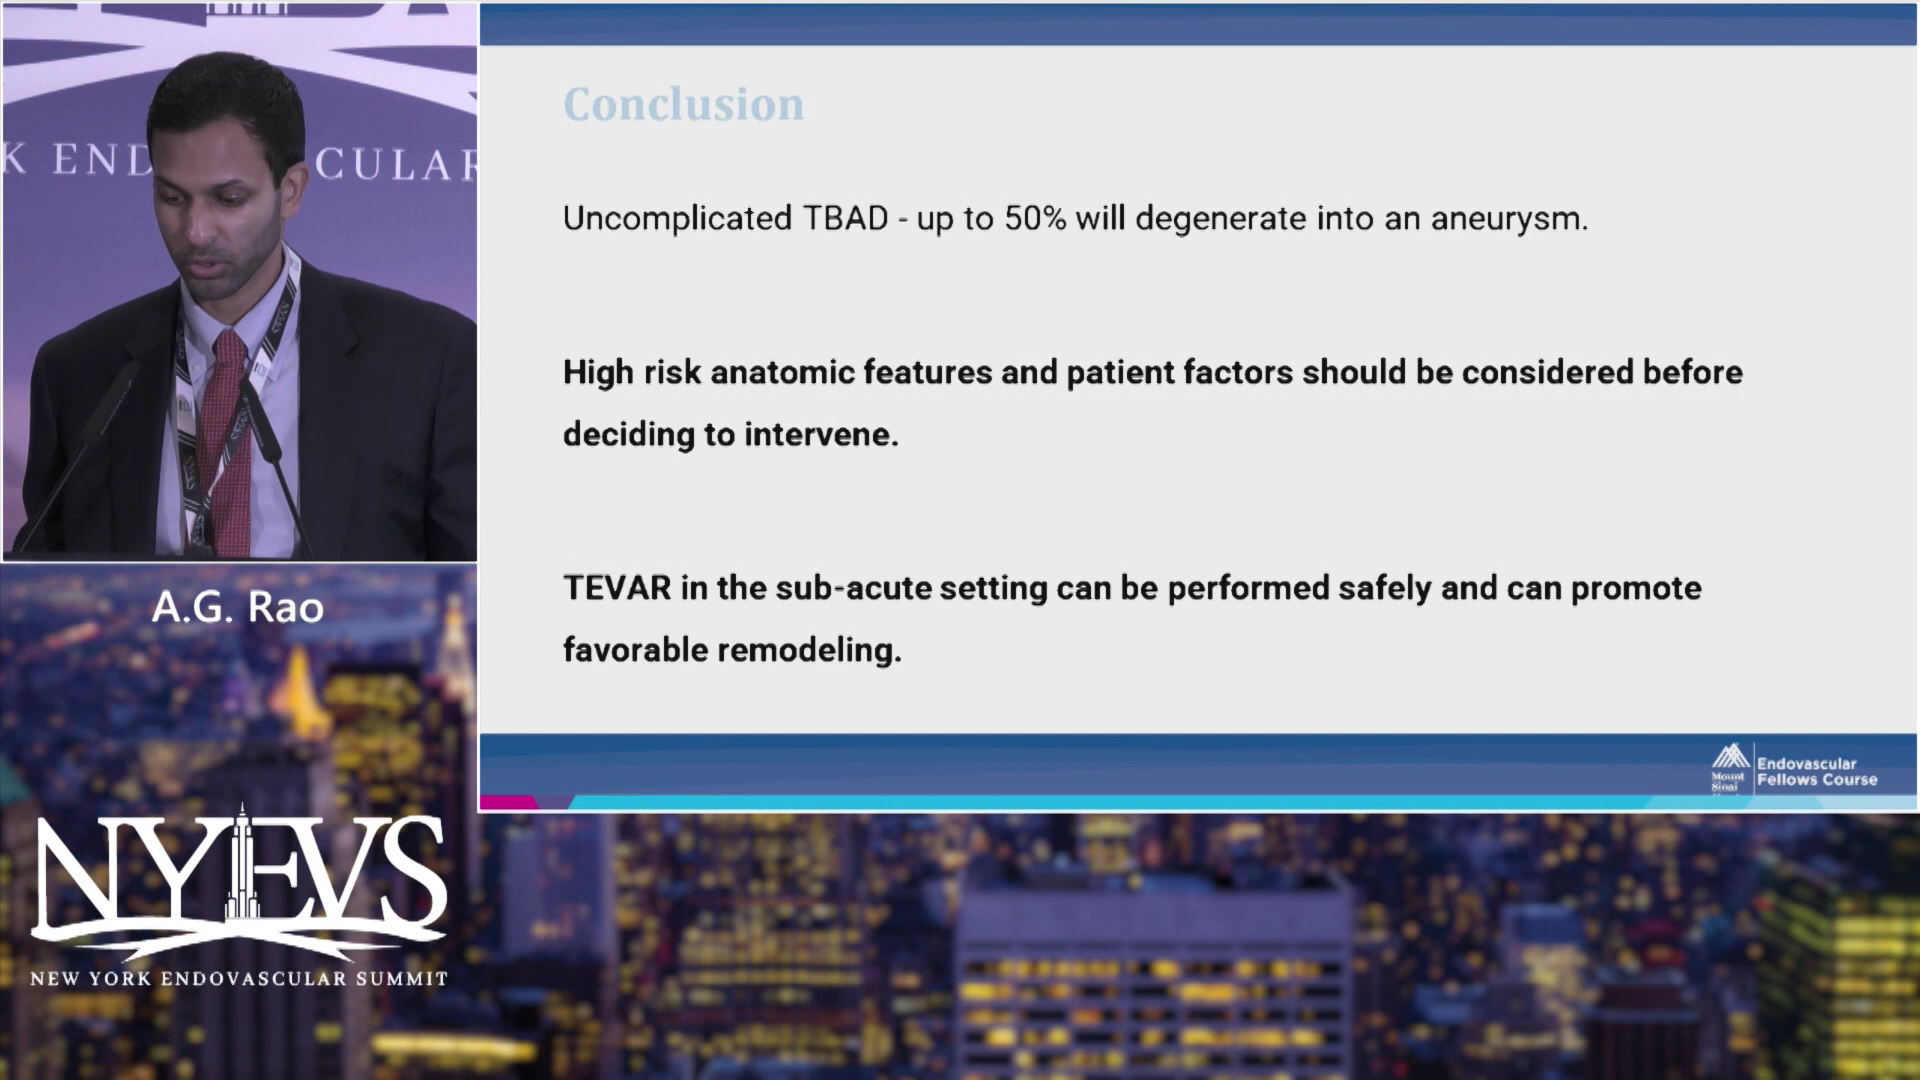 K END CULAR
A.G. Rao
NYEVS
NEW YORK ENDOVASCULAR SUMMIT
Conclusion
Uncomplicated TBAD - up to 50% will degenerate into an aneurysm.
High risk anatomic features and patient factors should be considered before
deciding to intervene.
TEVAR in the sub-acute setting can be performed safely and can promote
favorable remodeling.
Mount
Sinai
Endovascular
Fellows Course